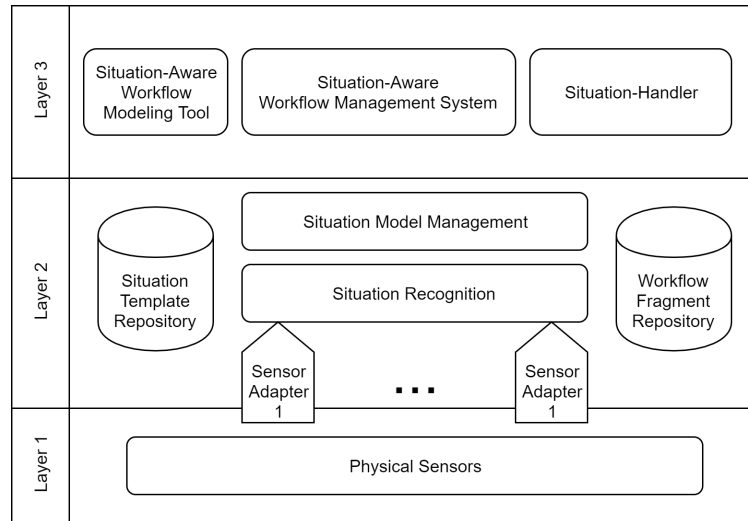 Layer 3
Situation-Aware
Workflow
Modeling Tool
Situation-Aware
Workflow Management System
Situation-Handler
Layer 2
Situation
Template
Repository
Situation Model Management
Situation Recognition
Workflow
Fragment
Repository
Sensor
Adapter
1
...
Sensor
Adapter
1
Layer 1
Physical Sensors